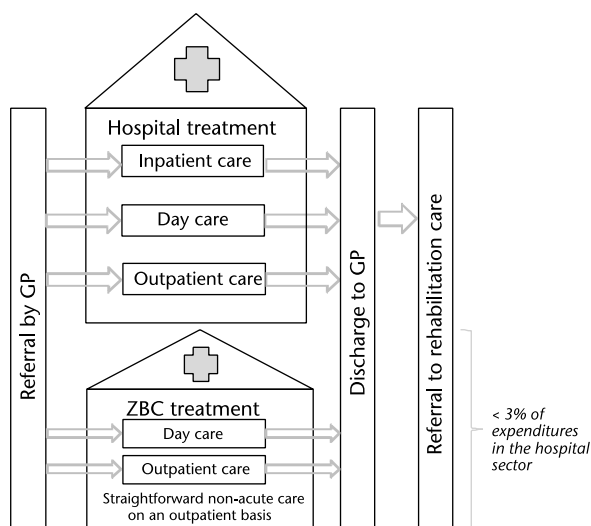 Referral by GP
Hospital treatment
Inpatient care
Day care
Outpatient care
ZBC treatment
Day care
Outpatient care
Straightforward non-acute care
on an outpatient basis
Discharge to GP
Referral to rehabilitation care
< 3% of
expenditures
in the hospital
sector